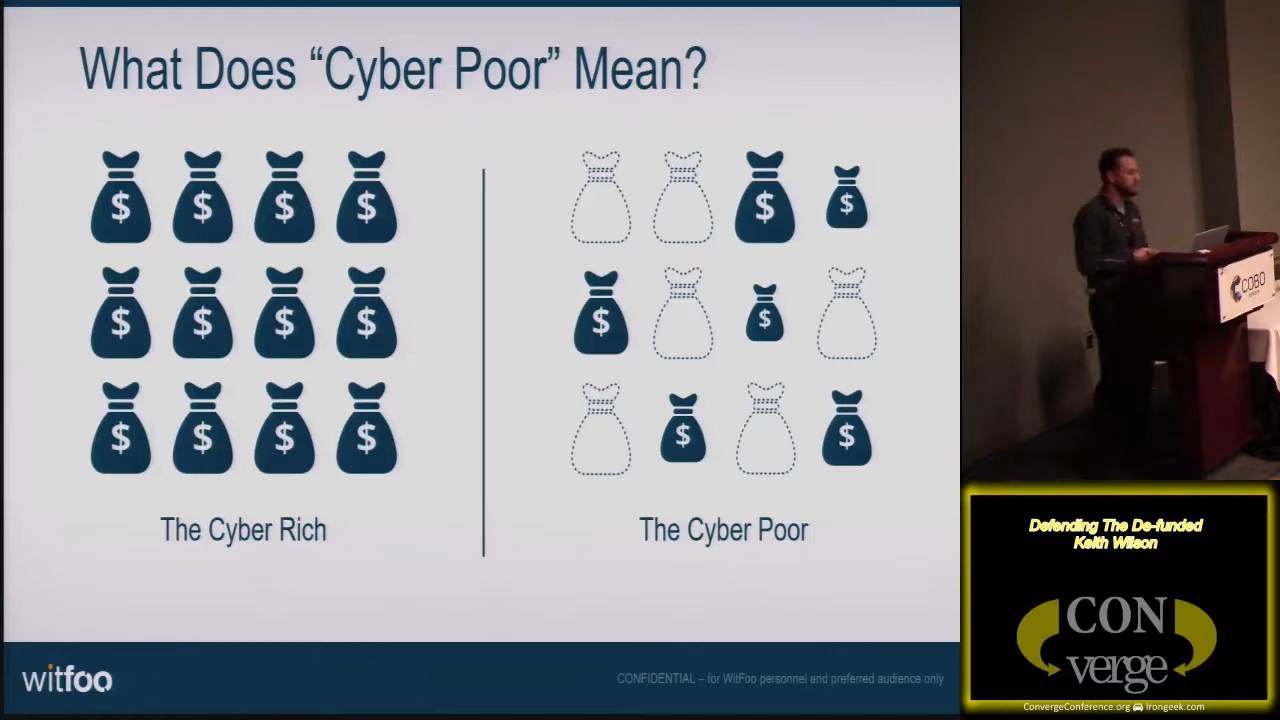 What Does “Cyber Poor” Mean?
$ $ $ $ $ $
$ $ $ $ $ $
$ $ $ $ $ $
The Cyber Rich
The Cyber Poor
witfoo
CONFIDENTIAL – for WitFoo personnel and preferred audience only
COBO
Defending The De-funded
Keith Wilson
CON
verge
ConvergeConference.org Irongeek.com